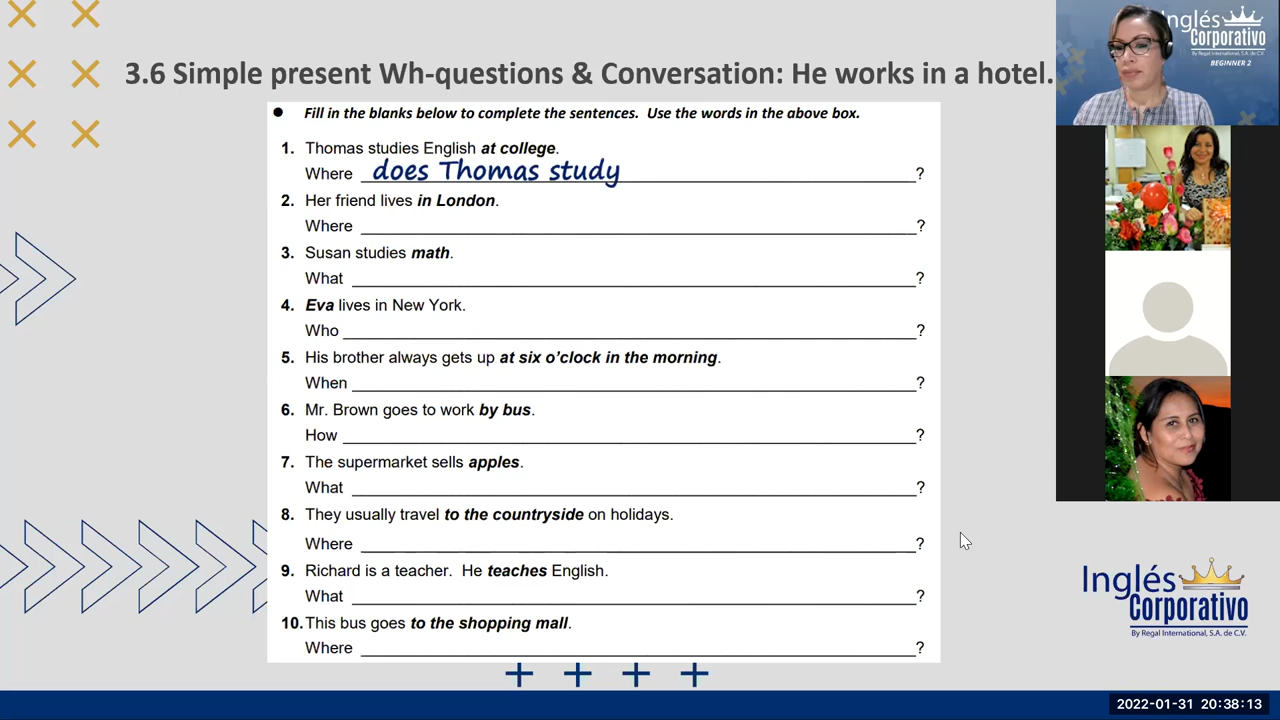 3.6 Simple present Wh-questions & Conversation: He works in a hotel.
● Fill in the blanks below to complete the sentences. Use the words in the above box.
1. Thomas studies English at college.
Where does Thomas study ?
2. Her friend lives in London.
Where ?
3. Susan studies math.
What ?
4. Eva lives in New York.
Who ?
5. His brother always gets up at six o’clock in the morning.
When ?
6. Mr. Brown goes to work by bus.
How ?
7. The supermarket sells apples.
What ?
8. They usually travel to the countryside on holidays.
Where ?
9. Richard is a teacher. He teaches English.
What ?
10. This bus goes to the shopping mall.
Where ?
Inglés
Corporativo
By Regal International, S.A. de C.V.
BEGINNER 2
Inglés
Corporativo
By Regal International, S.A. de C.V.
2022-01-31 20:38:13